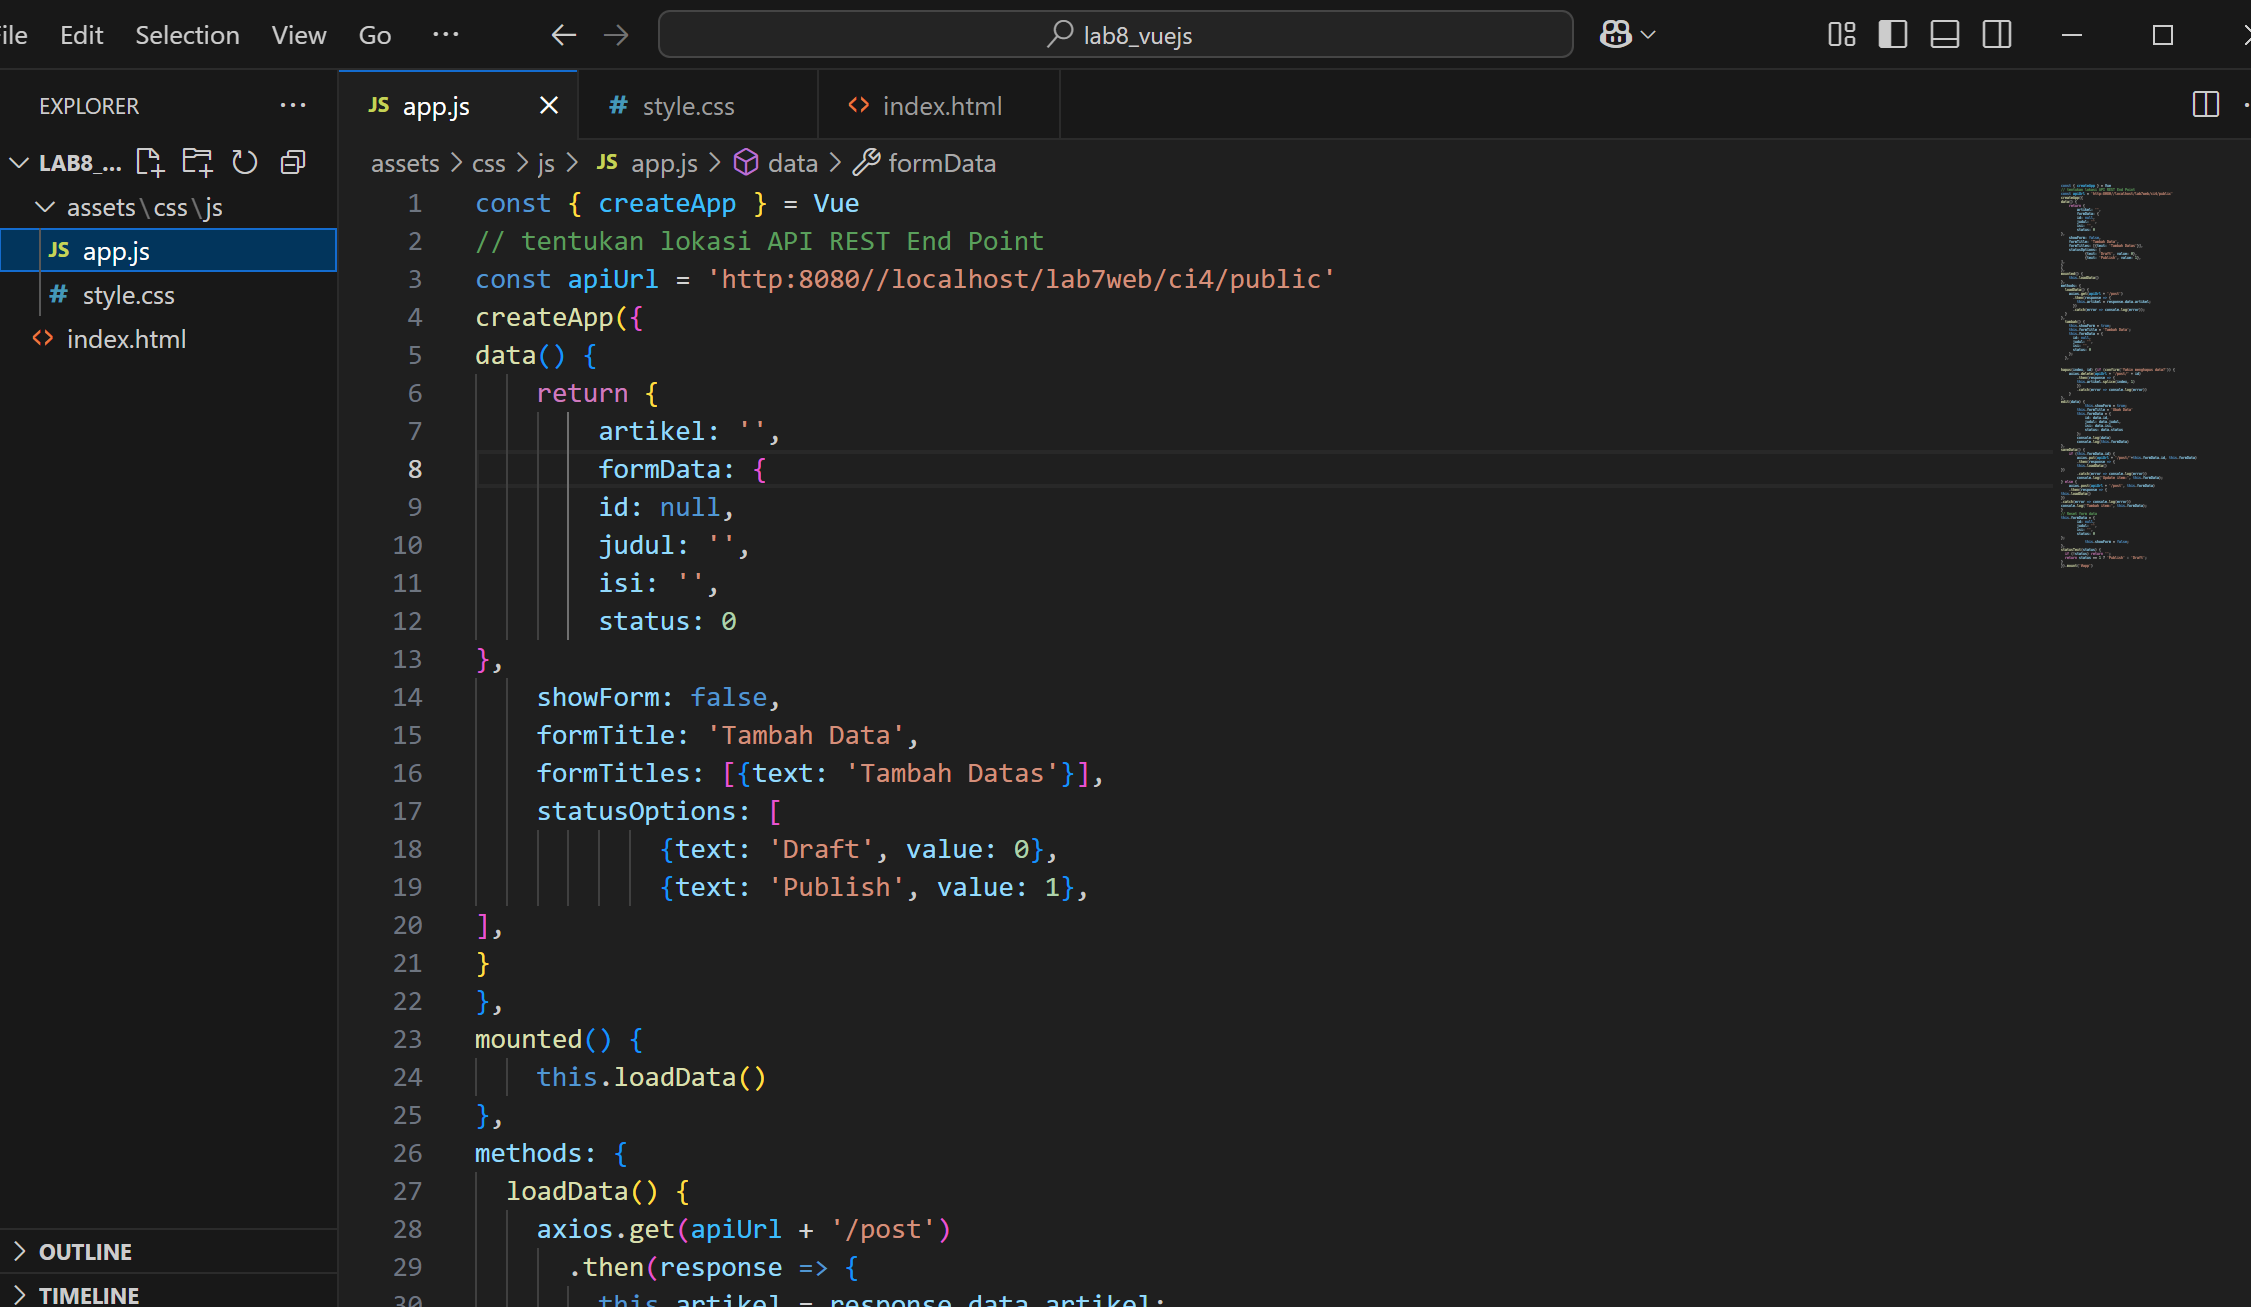 ile Edit Selection View Go ... lab8_vuejs
EXPLORER
LAB8_...
assets\css\js
JS app.js
# style.css
<> index.html
OUTLINE
TIMELINE
JS app.js
# style.css
<> index.html
assets > css > js > JS app.js > data > formData
1 const { createApp } = Vue
2 // tentukan lokasi API REST End Point
3 const apiUrl = 'http:8080//localhost/lab7web/ci4/public'
4 createApp({
5 data() {
6 return {
7 artikel: '',
8 formData: {
9 id: null,
10 judul: '',
11 isi: '',
12 status: 0
13 },
14 showForm: false,
15 formTitle: 'Tambah Data',
16 formTitles: [{text: 'Tambah Datas'}],
17 statusOptions: [
18 {text: 'Draft', value: 0},
19 {text: 'Publish', value: 1},
20 ],
21 }
22 },
23 mounted() {
24 this.loadData()
25 },
26 methods: {
27 loadData() {
28 axios.get(apiUrl + '/post')
29 .then(response => {
30 this.artikel = response.data.artikel;